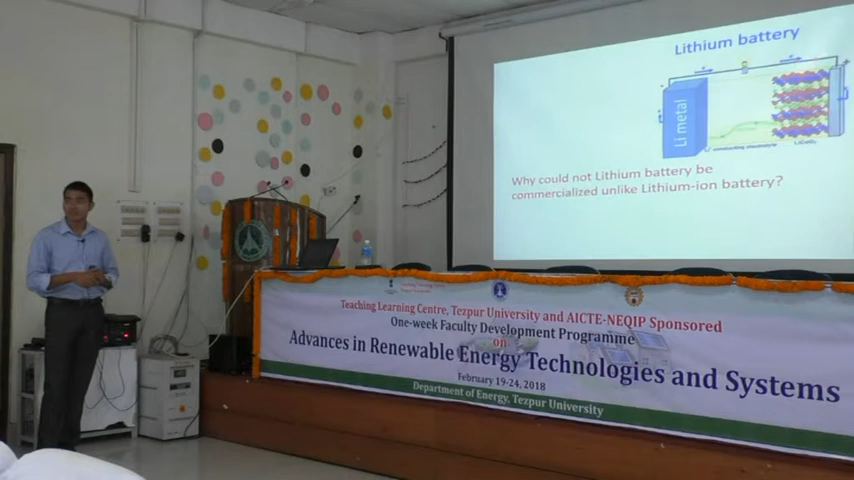 Lithium battery
Li metal
LiCoO₂
Why could not Lithium battery be
commercialized unlike Lithium-ion battery?
Teaching Learning Centre, Tezpur University and AICTE-NEQIP Sponsored
One-week Faculty Development Programme
on
Advances in Renewable Energy Technologies and Systems
February 19-24, 2018
Department of Energy, Tezpur University